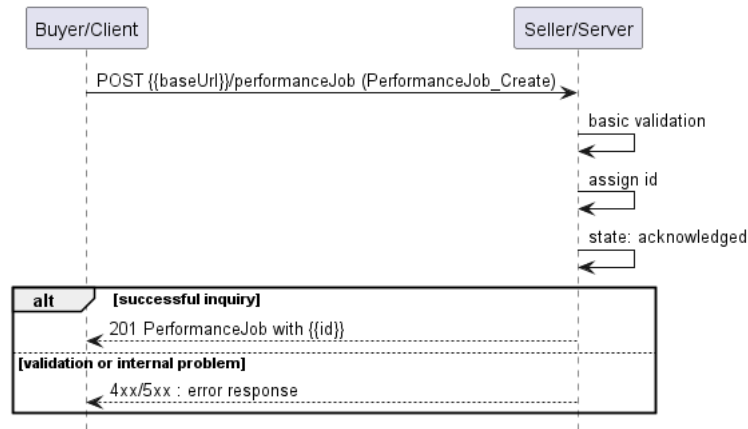 Buyer/Client
Seller/Server
POST {{baseUrl}}/performanceJob (PerformanceJob_Create)
basic validation
assign id
state: acknowledged
alt [successful inquiry]
201 PerformanceJob with {{id}}
[validation or internal problem]
4xx/5xx : error response